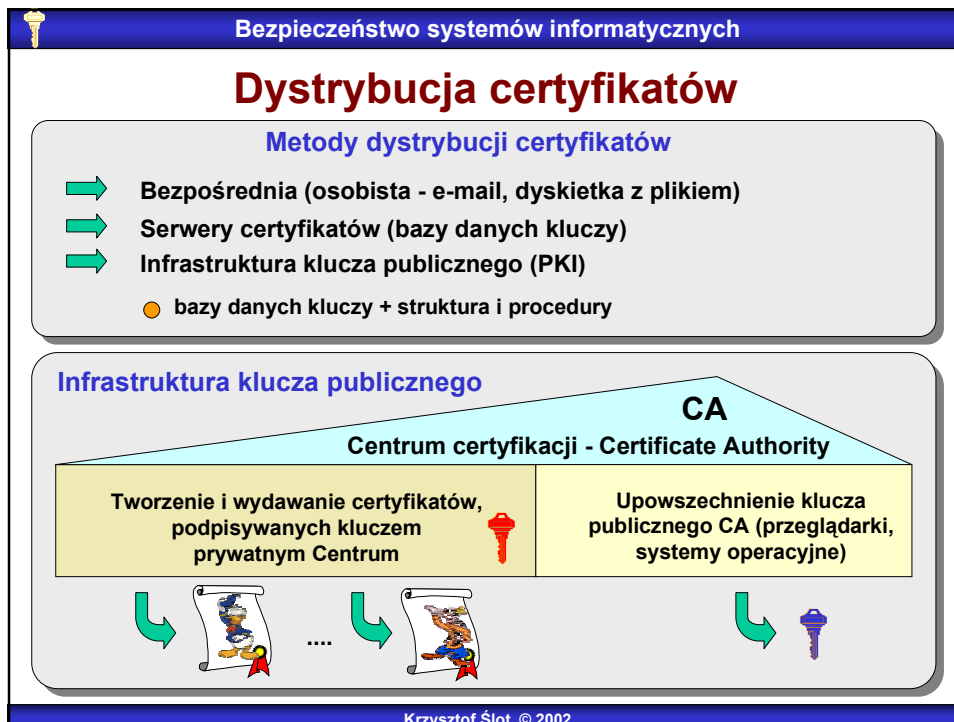 Bezpieczeństwo systemów informatycznych
Dystrybucja certyfikatów
Metody dystrybucji certyfikatów
Bezpośrednia (osobista - e-mail, dyskietka z plikiem)
Serwery certyfikatów (bazy danych kluczy)
Infrastruktura klucza publicznego (PKI)
bazy danych kluczy + struktura i procedury
Infrastruktura klucza publicznego
CA
Centrum certyfikacji - Certificate Authority
Tworzenie i wydawanie certyfikatów,
podpisywanych kluczem
prywatnym Centrum
Upowszechnienie klucza
publicznego CA (przeglądarki,
systemy operacyjne)
....
Krzysztof Ślot, © 2002